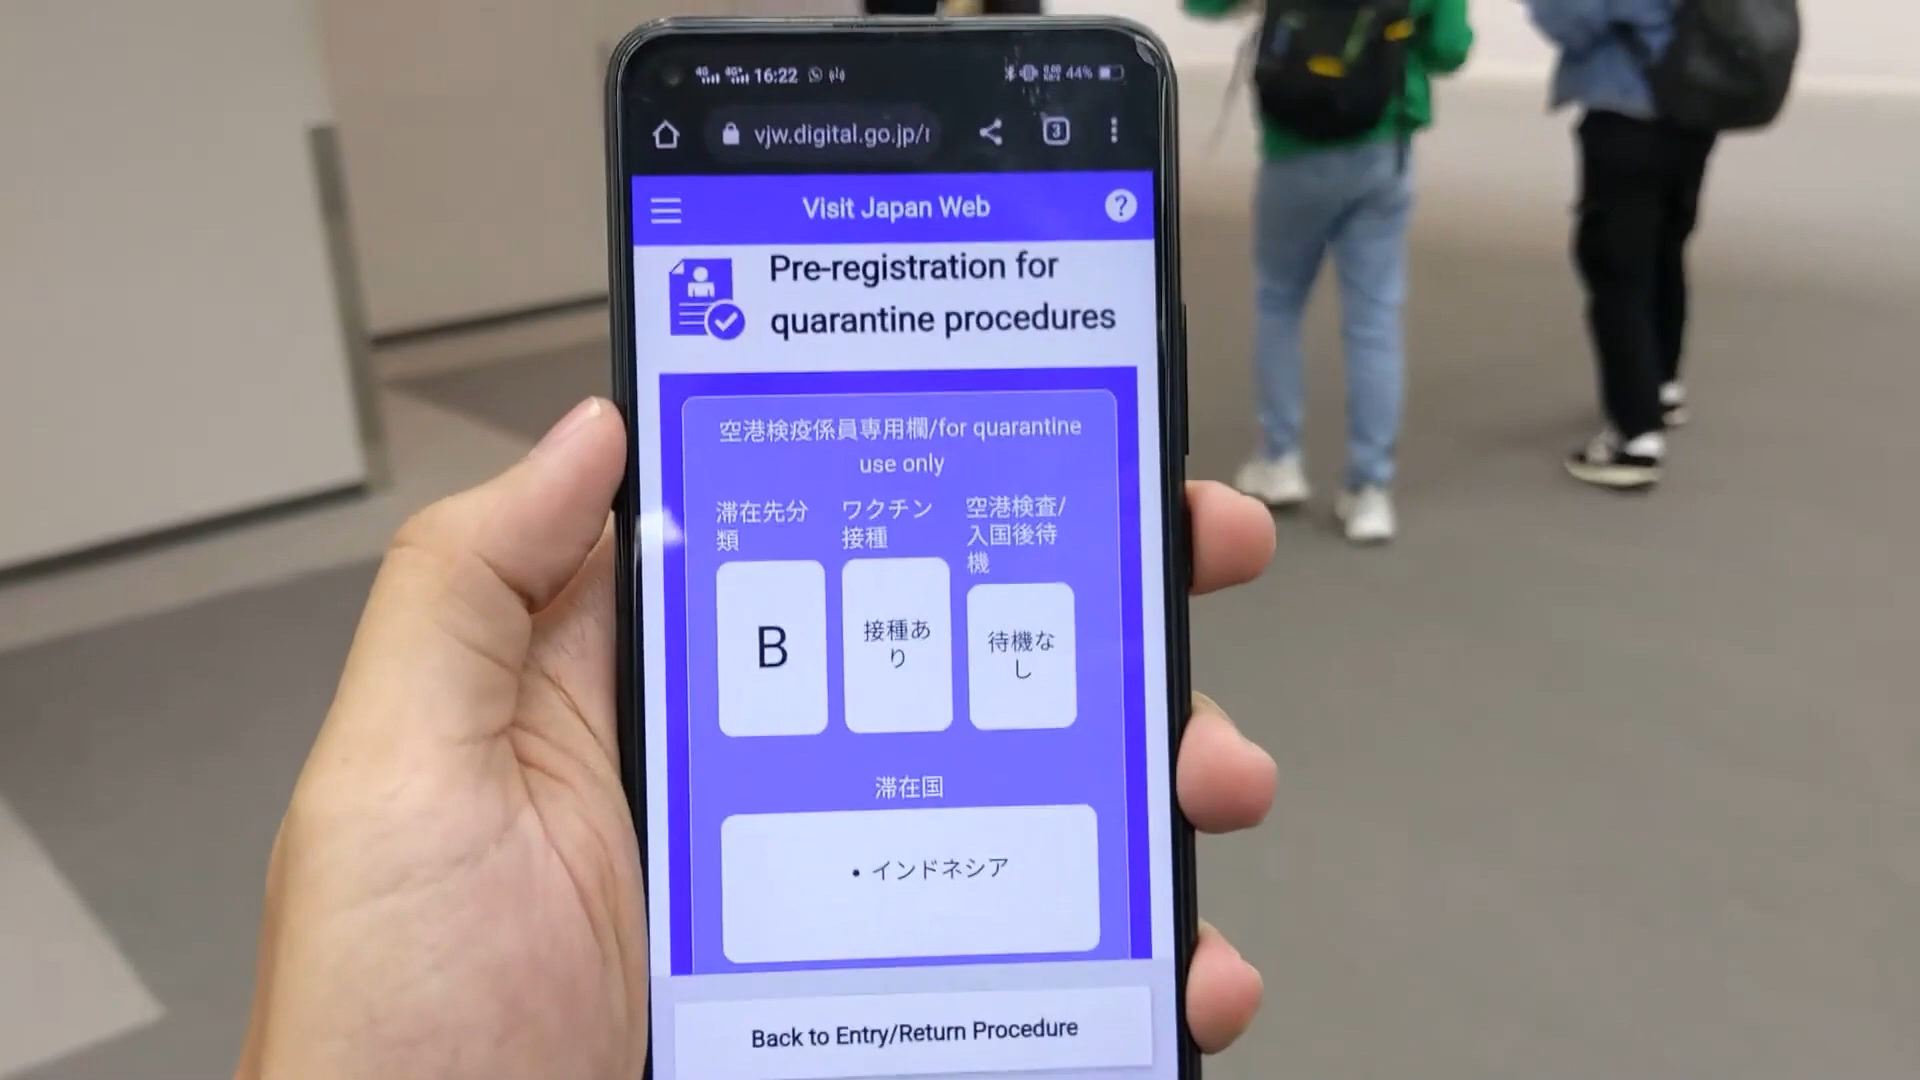 16:22
44%
vjw.digital.go.jp/
3
Visit Japan Web
?
Pre-registration for
quarantine procedures
空港検疫係員専用欄/for quarantine
use only
滞在先分
類
ワクチン
接種
空港検査/
入国後待
機
B
接種あ
り
待機な
し
滞在国
• インドネシア
Back to Entry/Return Procedure